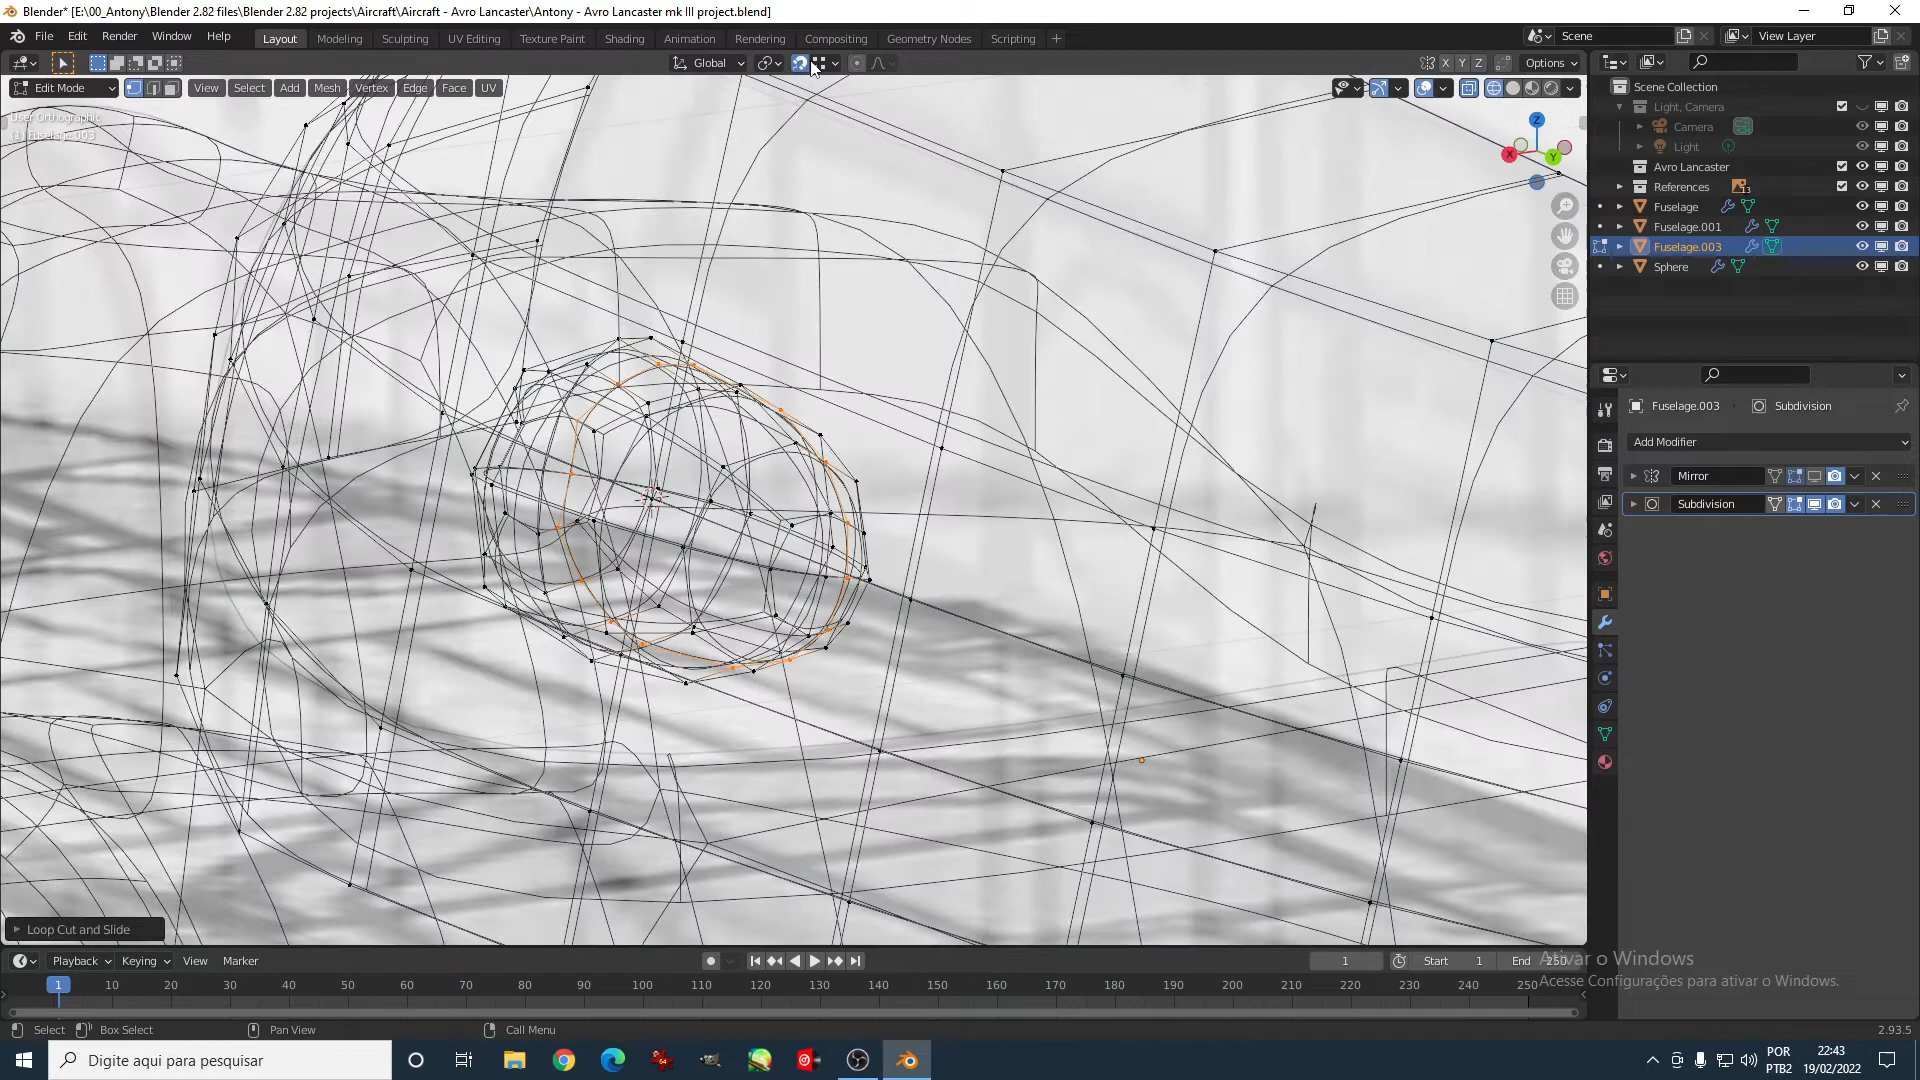 Blender* [E:\00_Antony\Blender 2.82 files\Blender 2.82 projects\Aircraft\Aircraft - Avro Lancaster\Antony - Avro Lancaster mk III project.blend]
File Edit Render Window Help Layout Modeling Sculpting UV Editing Texture Paint Shading Animation Rendering Compositing Geometry Nodes Scripting + Scene View Layer
Global X Y Z Options
Edit Mode View Select Add Mesh Vertex Edge Face UV
User Orthographic
(1) Fuselage.003
Z
X
Y
Scene Collection
Light, Camera
Camera
Light
Avro Lancaster
References 13
Fuselage
Fuselage.001
Fuselage.003
Sphere
Fuselage.003 Subdivision
Add Modifier
Mirror
Subdivision
Loop Cut and Slide
Playback Keying View Marker 1 Start 1 End 250
1 10 20 30 40 50 60 70 80 90 100 110 120 130 140 150 160 170 180 190 200 210 220 230 240 250
Ativar o Windows
Acesse Configurações para ativar o Windows.
Select Box Select Pan View Call Menu 2.93.5
Digite aqui para pesquisar
POR
PTB2
22:43
19/02/2022